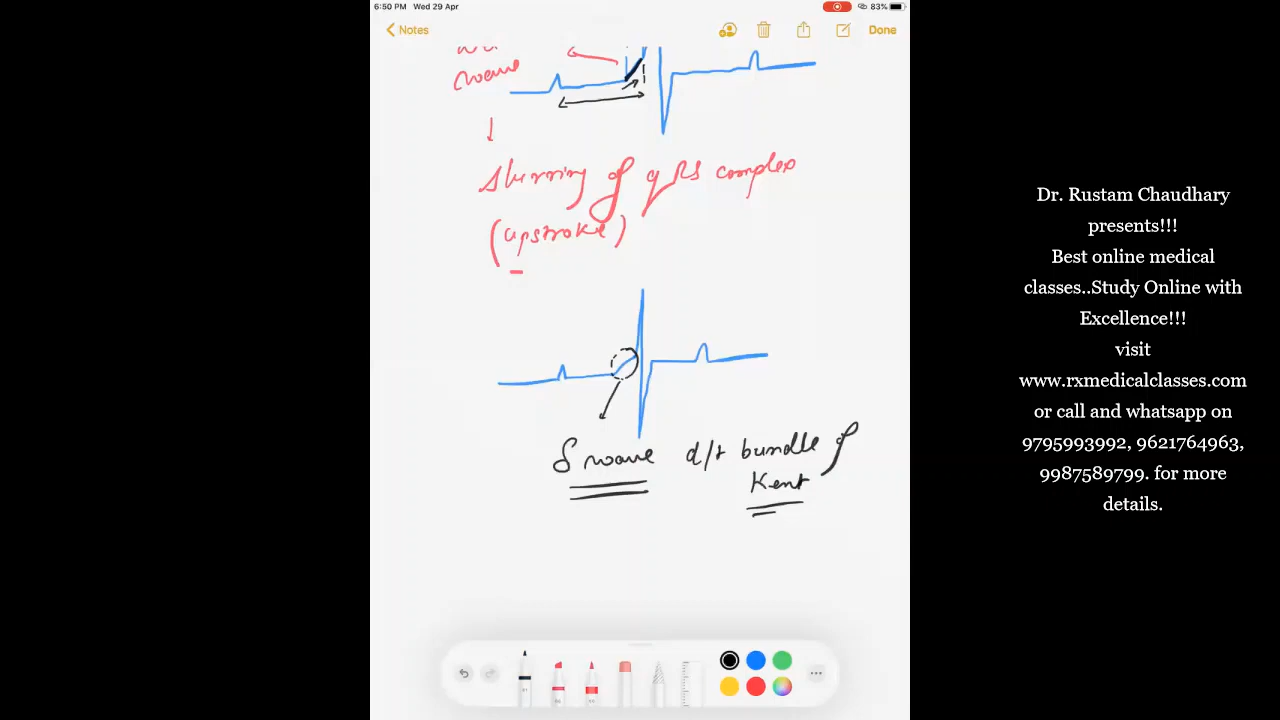 6:50 PM Wed 29 Apr
83%
Notes
Done
wave
slurring of qRS complex
(upstroke)
δ wave d/t bundle of
Kent
Dr. Rustam Chaudhary
presents!!!
Best online medical
classes..Study Online with
Excellence!!!
visit
www.rxmedicalclasses.com
or call and whatsapp on
9795993992, 9621764963,
9987589799. for more
details.